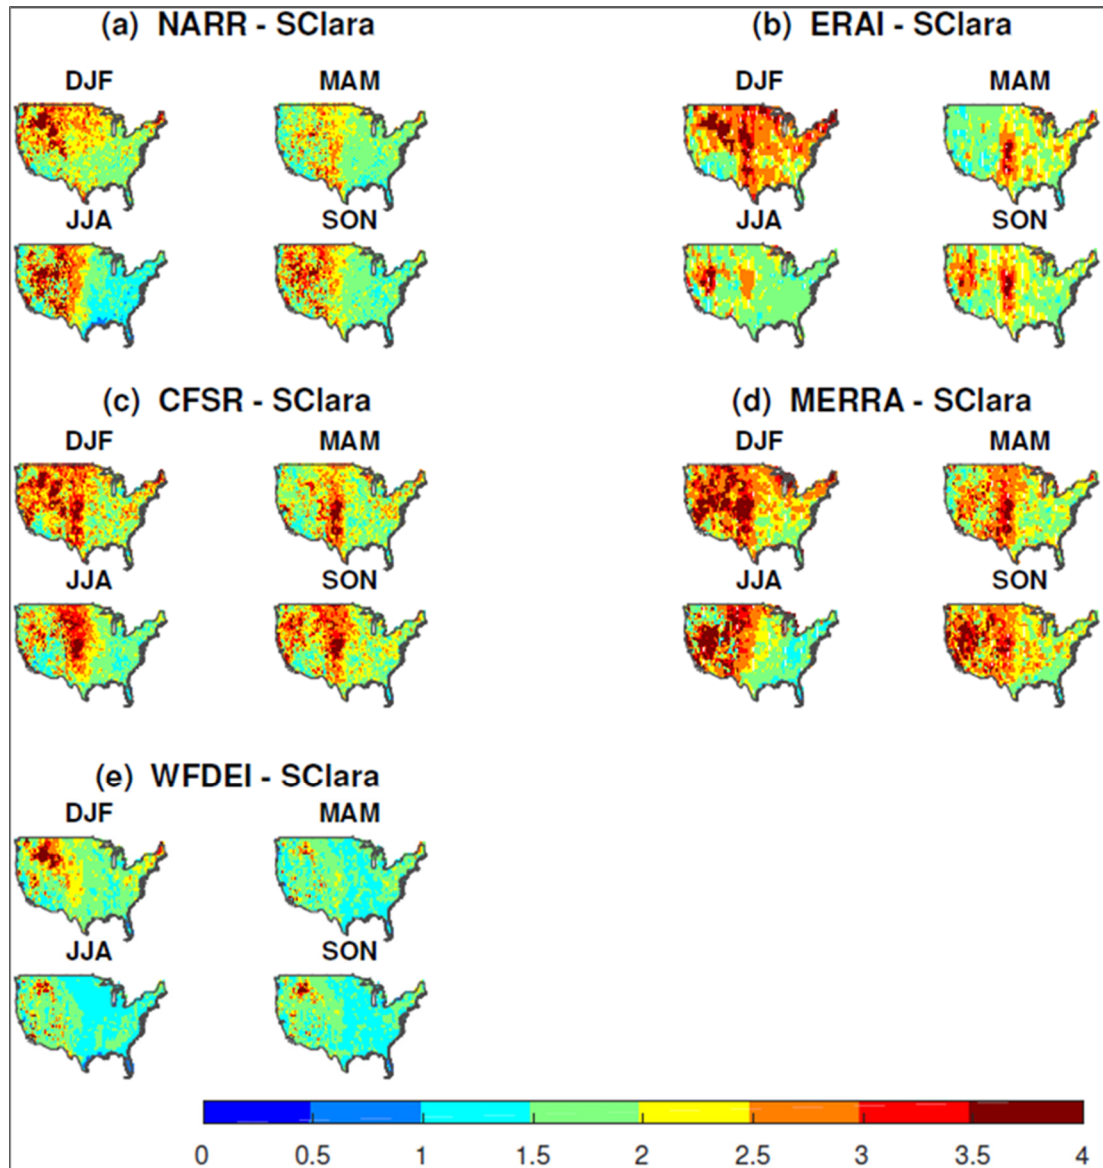 (a) NARR - SClara
(b) ERAI - SClara
DJF
MAM
DJF
MAM
JJA
SON
JJA
SON
(c) CFSR - SClara
(d) MERRA - SClara
DJF
MAM
DJF
MAM
JJA
SON
JJA
SON
(e) WFDEI - SClara
DJF
MAM
JJA
SON
0 0.5 1 1.5 2 2.5 3 3.5 4